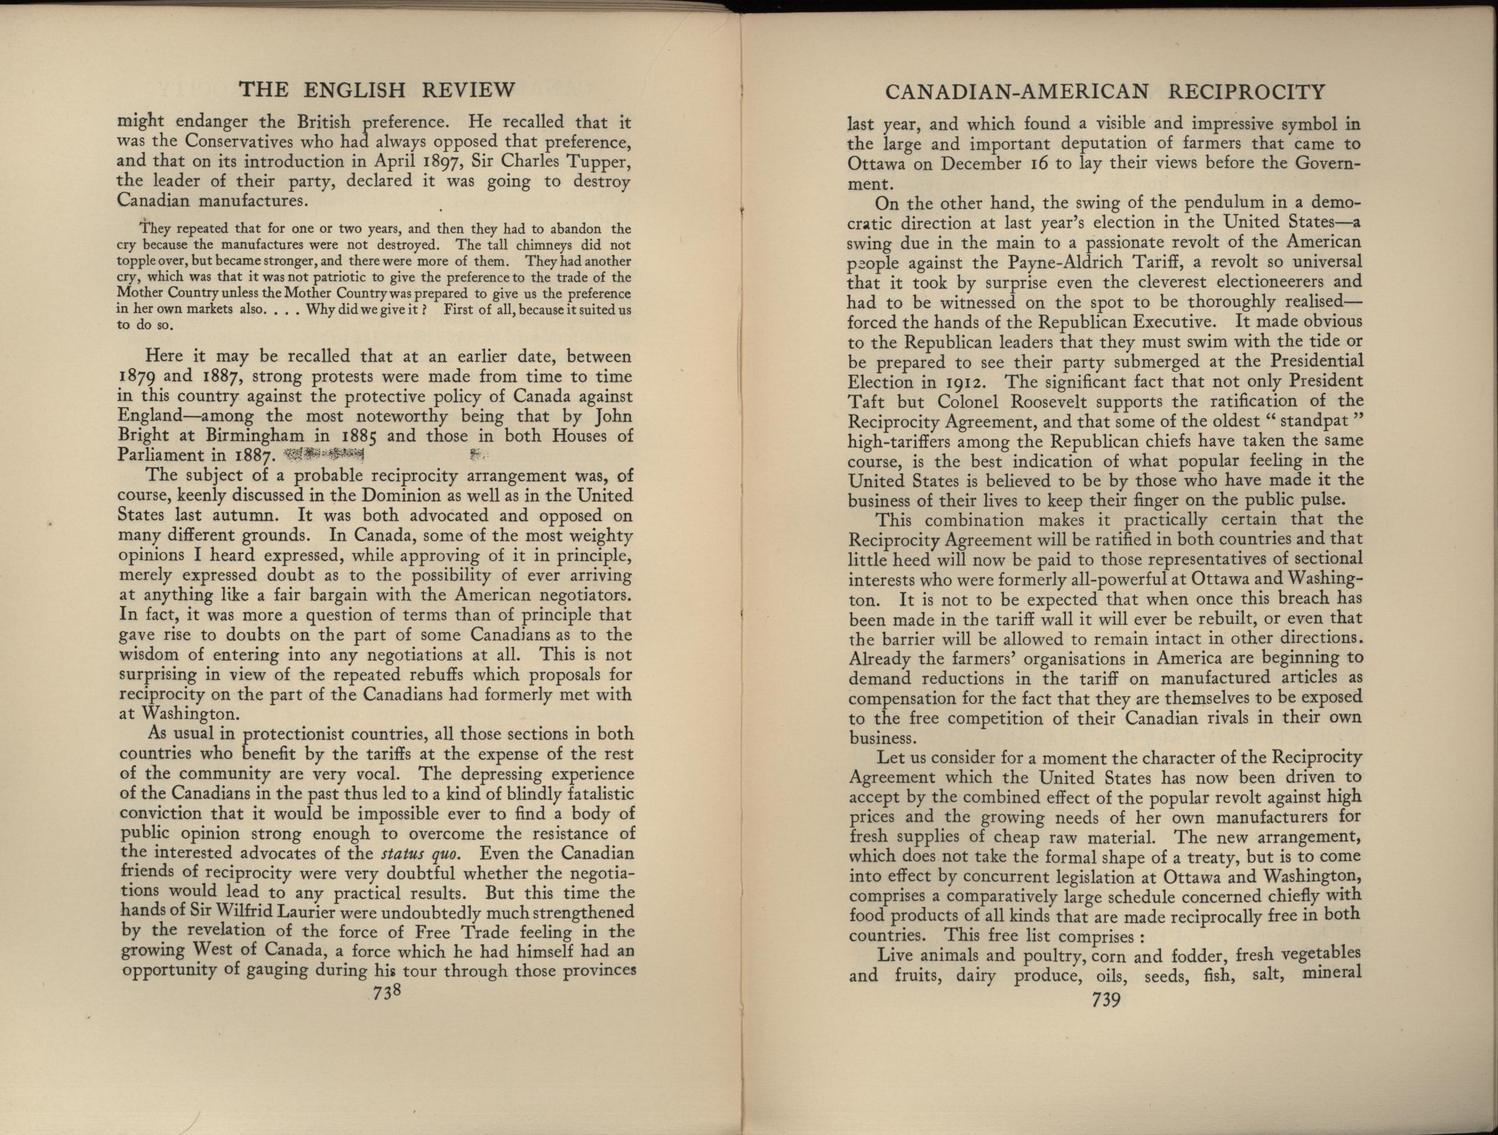 THE ENGLISH REVIEW
might endanger the British preference. He recalled that it
was the Conservatives who had always opposed that preference,
and that on its introduction in April 1897, Sir Charles Tupper,
the leader of their party, declared it was going to destroy
Canadian manufactures.
They repeated that for one or two years, and then they had to abandon the
cry because the manufactures were not destroyed. The tall chimneys did not
topple over, but became stronger, and there were more of them. They had another
cry, which was that it was not patriotic to give the preference to the trade of the
Mother Country unless the Mother Country was prepared to give us the preference
in her own markets also. . . . Why did we give it ? First of all, because it suited us
to do so.
Here it may be recalled that at an earlier date, between
1879 and 1887, strong protests were made from time to time
in this country against the protective policy of Canada against
England—among the most noteworthy being that by John
Bright at Birmingham in 1885 and those in both Houses of
Parliament in 1887.
The subject of a probable reciprocity arrangement was, of
course, keenly discussed in the Dominion as well as in the United
States last autumn. It was both advocated and opposed on
many different grounds. In Canada, some of the most weighty
opinions I heard expressed, while approving of it in principle,
merely expressed doubt as to the possibility of ever arriving
at anything like a fair bargain with the American negotiators.
In fact, it was more a question of terms than of principle that
gave rise to doubts on the part of some Canadians as to the
wisdom of entering into any negotiations at all. This is not
surprising in view of the repeated rebuffs which proposals for
reciprocity on the part of the Canadians had formerly met with
at Washington.
As usual in protectionist countries, all those sections in both
countries who benefit by the tariffs at the expense of the rest
of the community are very vocal. The depressing experience
of the Canadians in the past thus led to a kind of blindly fatalistic
conviction that it would be impossible ever to find a body of
public opinion strong enough to overcome the resistance of
the interested advocates of the status quo. Even the Canadian
friends of reciprocity were very doubtful whether the negotia-
tions would lead to any practical results. But this time the
hands of Sir Wilfrid Laurier were undoubtedly much strengthened
by the revelation of the force of Free Trade feeling in the
growing West of Canada, a force which he had himself had an
opportunity of gauging during his tour through those provinces
738
CANADIAN-AMERICAN RECIPROCITY
last year, and which found a visible and impressive symbol in
the large and important deputation of farmers that came to
Ottawa on December 16 to lay their views before the Govern-
ment.
On the other hand, the swing of the pendulum in a demo-
cratic direction at last year's election in the United States—a
swing due in the main to a passionate revolt of the American
people against the Payne-Aldrich Tariff, a revolt so universal
that it took by surprise even the cleverest electioneerers and
had to be witnessed on the spot to be thoroughly realised—
forced the hands of the Republican Executive. It made obvious
to the Republican leaders that they must swim with the tide or
be prepared to see their party submerged at the Presidential
Election in 1912. The significant fact that not only President
Taft but Colonel Roosevelt supports the ratification of the
Reciprocity Agreement, and that some of the oldest “ standpat ”
high-tariffers among the Republican chiefs have taken the same
course, is the best indication of what popular feeling in the
United States is believed to be by those who have made it the
business of their lives to keep their finger on the public pulse.
This combination makes it practically certain that the
Reciprocity Agreement will be ratified in both countries and that
little heed will now be paid to those representatives of sectional
interests who were formerly all-powerful at Ottawa and Washing-
ton. It is not to be expected that when once this breach has
been made in the tariff wall it will ever be rebuilt, or even that
the barrier will be allowed to remain intact in other directions.
Already the farmers' organisations in America are beginning to
demand reductions in the tariff on manufactured articles as
compensation for the fact that they are themselves to be exposed
to the free competition of their Canadian rivals in their own
business.
Let us consider for a moment the character of the Reciprocity
Agreement which the United States has now been driven to
accept by the combined effect of the popular revolt against high
prices and the growing needs of her own manufacturers for
fresh supplies of cheap raw material. The new arrangement,
which does not take the formal shape of a treaty, but is to come
into effect by concurrent legislation at Ottawa and Washington,
comprises a comparatively large schedule concerned chiefly with
food products of all kinds that are made reciprocally free in both
countries. This free list comprises :
Live animals and poultry, corn and fodder, fresh vegetables
and fruits, dairy produce, oils, seeds, fish, salt, mineral
739